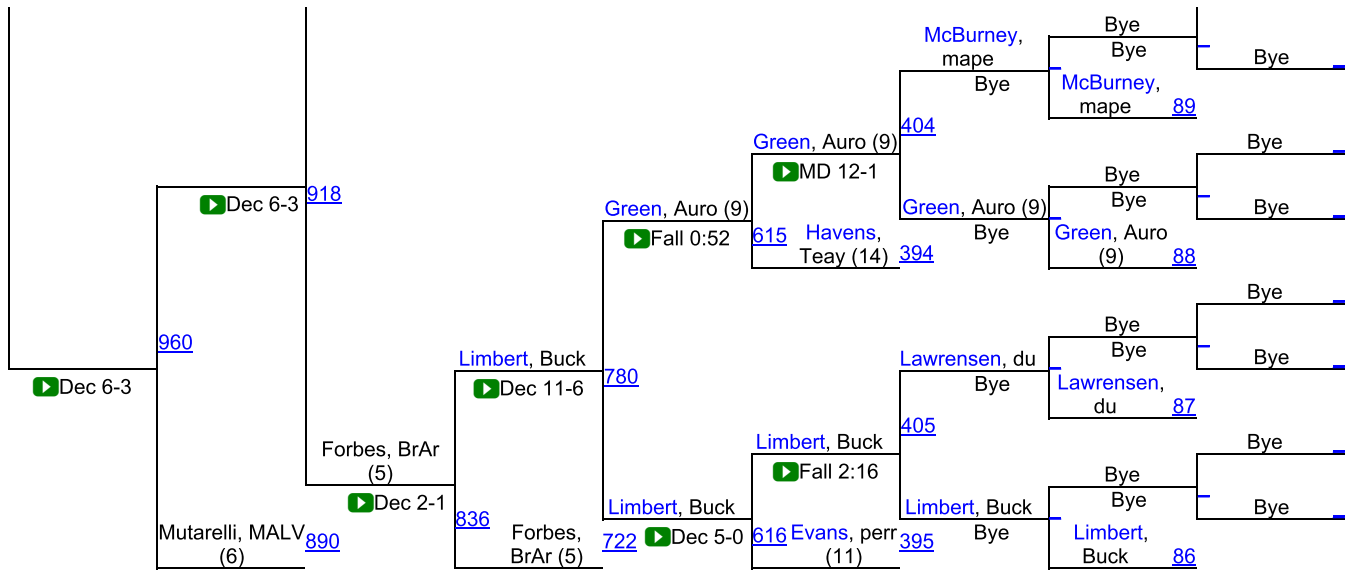 Bye
McBurney,
mape
Bye
Bye
Bye
McBurney,
mape
89
404
Green, Auro (9)
MD 12-1
Bye
Bye
Dec 6-3
918
Green, Auro (9)
Green, Auro (9)
Bye
Bye
Bye
Fall 0:52
615
Havens,
Teay (14)
394
Green, Auro
(9)
88
Bye
960
Bye
Limbert, Buck
Lawrensen, du
Bye
Bye
Dec 6-3
Dec 11-6
780
Bye
Lawrensen,
du
87
405
Forbes, BrAr
(5)
Limbert, Buck
Bye
Fall 2:16
Bye
Dec 2-1
Limbert, Buck
Limbert, Buck
Bye
Bye
836
Mutarelli, MALV
(6)
890
Forbes,
BrAr (5)
722
Dec 5-0
616
Evans, perr
(11)
395
Bye
Limbert,
Buck
86